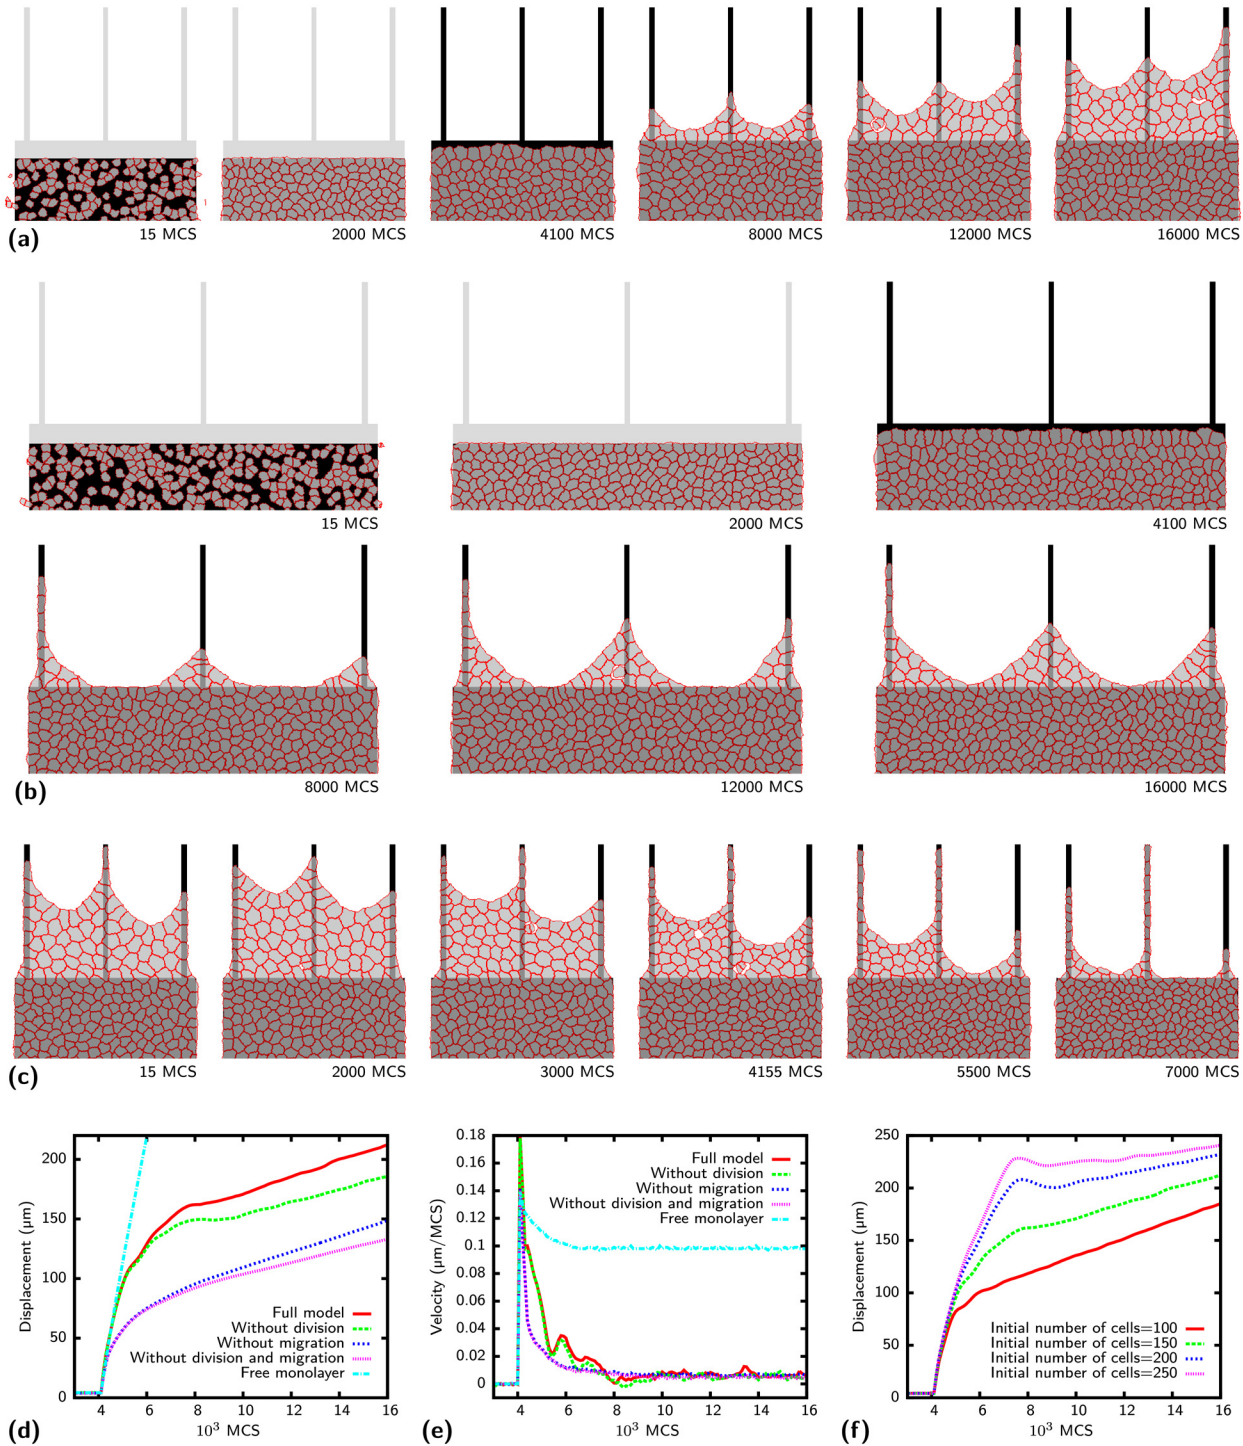 (a)
15 MCS
2000 MCS
4100 MCS
8000 MCS
12000 MCS
16000 MCS
15 MCS
2000 MCS
4100 MCS
(b)
8000 MCS
12000 MCS
16000 MCS
(c)
15 MCS
2000 MCS
3000 MCS
4155 MCS
5500 MCS
7000 MCS
(d)
Displacement (µm)
200
150
100
50
0
Full model
Without division
Without migration
Without division and migration
Free monolayer
4 6 8 10 12 14 16
10³ MCS
(e)
Velocity (µm/MCS)
0.18
0.16
0.14
0.12
0.1
0.08
0.06
0.04
0.02
0
Full model
Without division
Without migration
Without division and migration
Free monolayer
4 6 8 10 12 14 16
10³ MCS
(f)
Displacement (µm)
250
200
150
100
50
0
Initial number of cells=100
Initial number of cells=150
Initial number of cells=200
Initial number of cells=250
4 6 8 10 12 14 16
10³ MCS